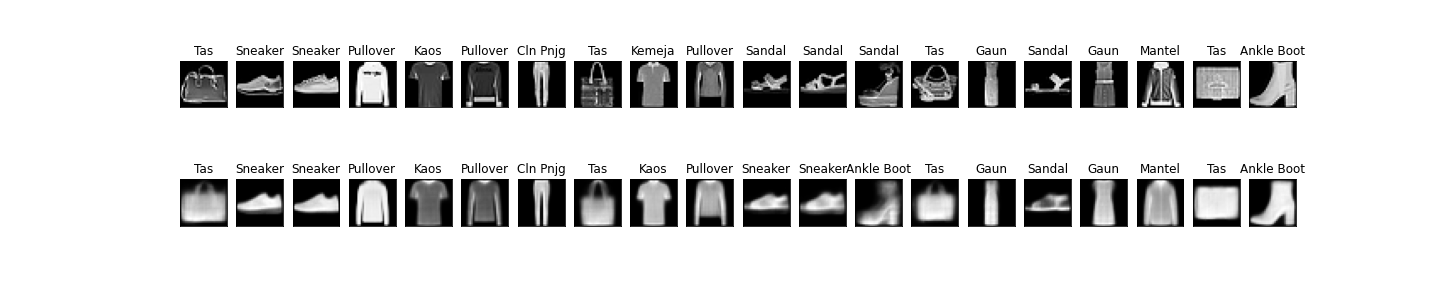 Tas Sneaker Sneaker Pullover Kaos Pullover Cln Pnjg Tas Kemeja Pullover Sandal Sandal Sandal Tas Gaun Sandal Gaun Mantel Tas Ankle Boot
Tas Sneaker Sneaker Pullover Kaos Pullover Cln Pnjg Tas Kaos Pullover Sneaker Sneaker Ankle Boot Tas Gaun Sandal Gaun Mantel Tas Ankle Boot